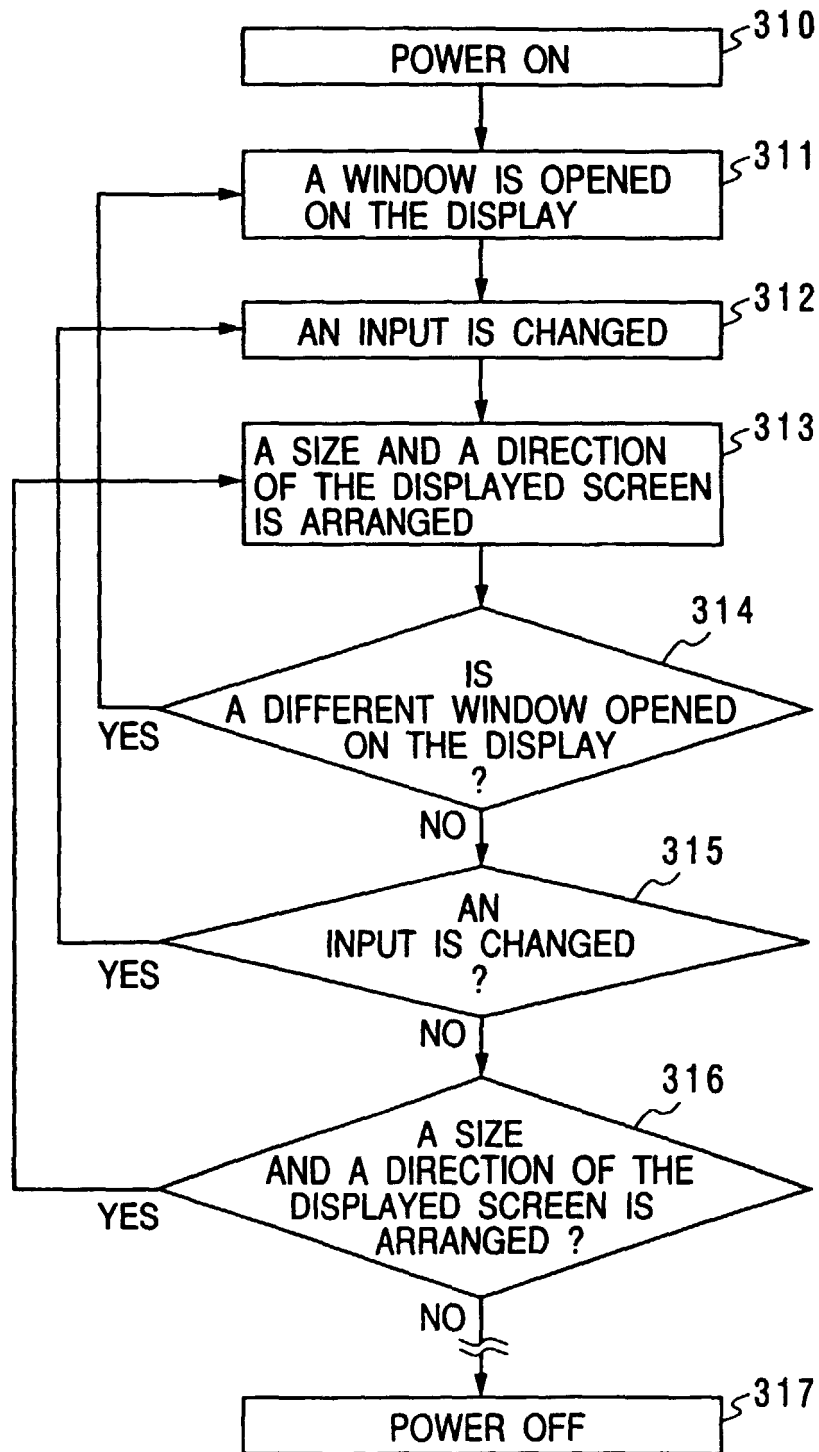 310
POWER ON
311
A WINDOW IS OPENED
ON THE DISPLAY
312
AN INPUT IS CHANGED
313
A SIZE AND A DIRECTION
OF THE DISPLAYED SCREEN
IS ARRANGED
314
IS
A DIFFERENT WINDOW OPENED
ON THE DISPLAY
?
YES
NO
315
AN
INPUT IS CHANGED
?
YES
NO
316
A SIZE
AND A DIRECTION OF THE
DISPLAYED SCREEN IS
ARRANGED ?
YES
NO
317
POWER OFF